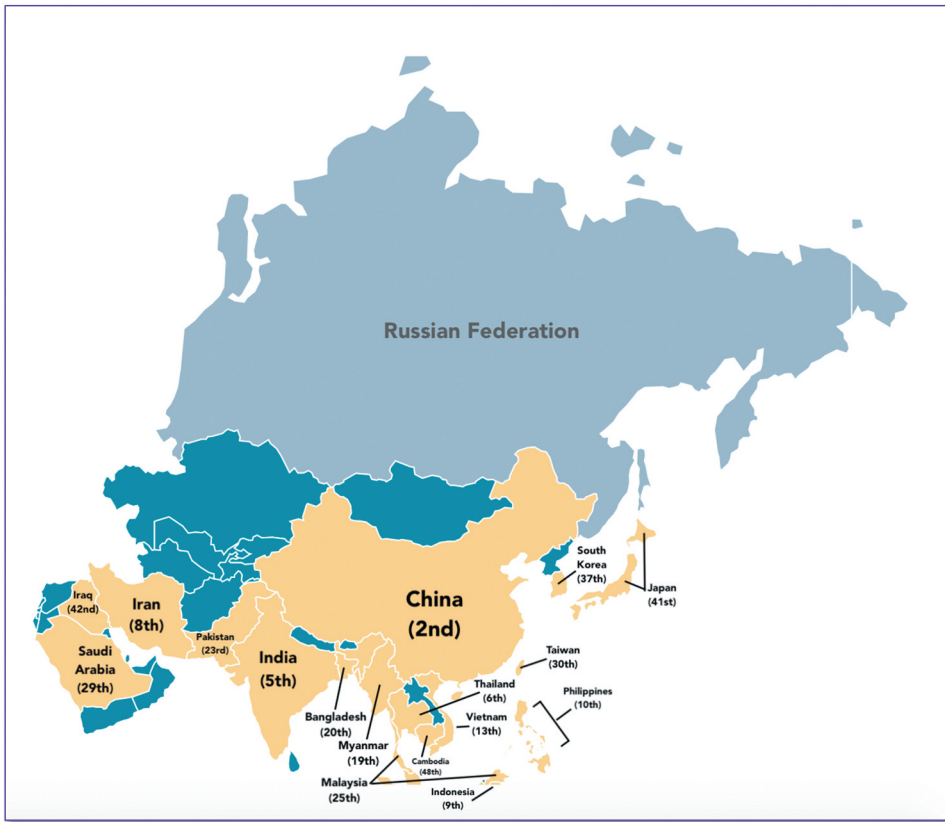 Russian Federation
South
Korea
(37th)
Japan
(41st)
Iraq
(42nd)
Iran
(8th)
China
(2nd)
Pakistan
(23rd)
Saudi
Arabia
(29th)
India
(5th)
Taiwan
(30th)
Thailand
(6th)
Philippines
(10th)
Bangladesh
(20th)
Vietnam
(13th)
Myanmar
(19th)
Cambodia
(48th)
Malaysia
(25th)
Indonesia
(9th)